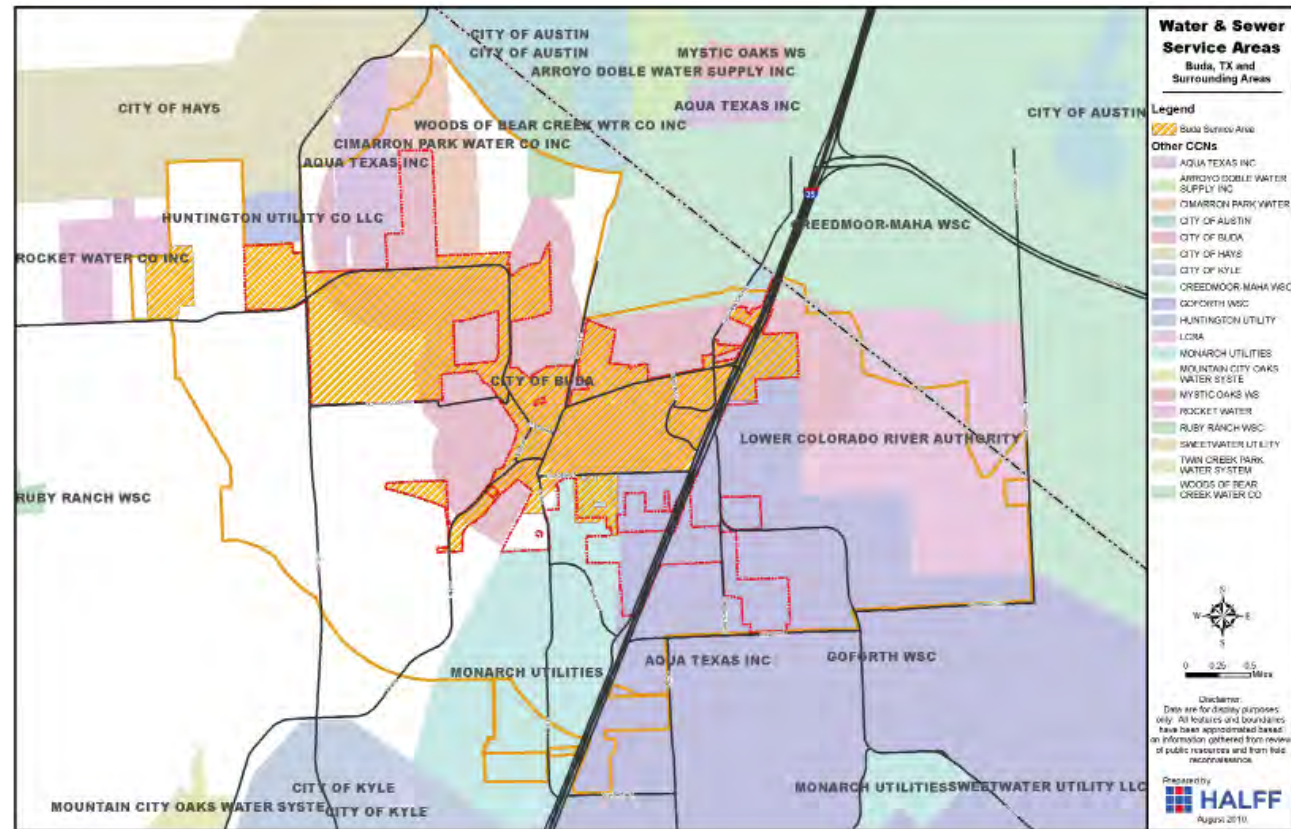 CITY OF AUSTIN
CITY OF AUSTIN
MYSTIC OAKS WS
ARROYO DOBLE WATER SUPPLY INC
CITY OF HAYS
AQUA TEXAS INC
CITY OF AUSTIN
WOODS OF BEAR CREEK WTR CO INC
CIMARRON PARK WATER CO INC
AQUA TEXAS INC
35
HUNTINGTON UTILITY CO LLC
CREEDMOOR-MAHA WSC
ROCKET WATER CO INC
CITY OF BUDA
LOWER COLORADO RIVER AUTHORITY
RUBY RANCH WSC
MONARCH UTILITIES
AQUA TEXAS INC
GOFORTH WSC
CITY OF KYLE
MONARCH UTILITIES
SWEETWATER UTILITY LLC
MOUNTAIN CITY OAKS WATER SYSTE
CITY OF KYLE
Water & Sewer
Service Areas
Buda, TX and
Surrounding Areas
Legend
Buda Service Area
Other CCNs
AQUA TEXAS INC
ARROYO DOBLE WATER
SUPPLY INC
CIMARRON PARK WATER
CITY OF AUSTIN
CITY OF BUDA
CITY OF HAYS
CITY OF KYLE
CREEDMOOR-MAHA WSC
GOFORTH WSC
HUNTINGTON UTILITY
LCRA
MONARCH UTILITIES
MOUNTAIN CITY OAKS
WATER SYSTE
MYSTIC OAKS WS
ROCKET WATER
RUBY RANCH WSC
SWEETWATER UTILITY
TWIN CREEK PARK
WATER SYSTEM
WOODS OF BEAR
CREEK WATER CO
W
E
S
0 0.25 0.5
Miles
Disclaimer:
Data are for display purposes
only. All features and boundaries
have been approximated based
on information gathered from review
of public resources and from field
reconnaissance.
Prepared by
HALFF
August 2010